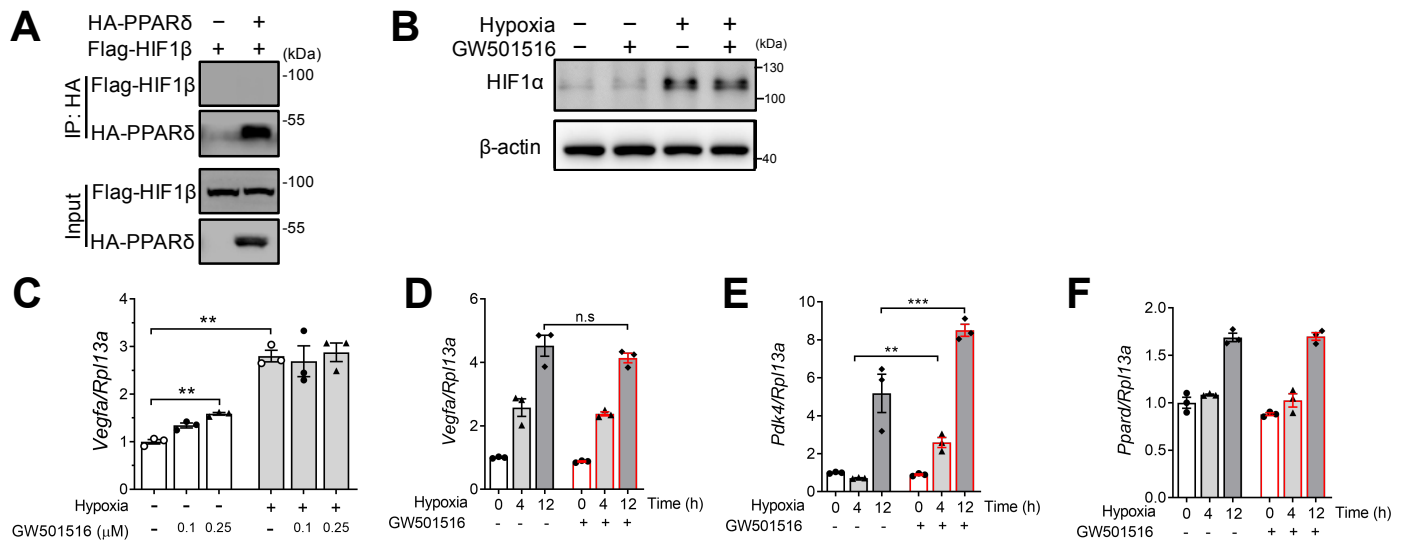 A
HA-PPARδ − +
Flag-HIF1β + + (kDa)
IP: HA
Flag-HIF1β -100
HA-PPARδ -55
Input
Flag-HIF1β -100
HA-PPARδ -55
B
Hypoxia − − + +
GW501516 − + − + (kDa)
HIF1α -130
-100
β-actin
-40
C
Vegfa/Rpl13a
4
3
2
1
0
**
**
Hypoxia - - - + + +
GW501516 (μM) - 0.1 0.25 - 0.1 0.25
D
Vegfa/Rpl13a
6
4
2
0
n.s
Hypoxia 0 4 12 0 4 12 Time (h)
GW501516 - - - + + +
E
Pdk4/Rpl13a
10
8
6
4
2
0
***
**
Hypoxia 0 4 12 0 4 12 Time (h)
GW501516 - - - + + +
F
Ppard/Rpl13a
2.0
1.5
1.0
0.5
0.0
Hypoxia 0 4 12 0 4 12 Time (h)
GW501516 - - - + + +